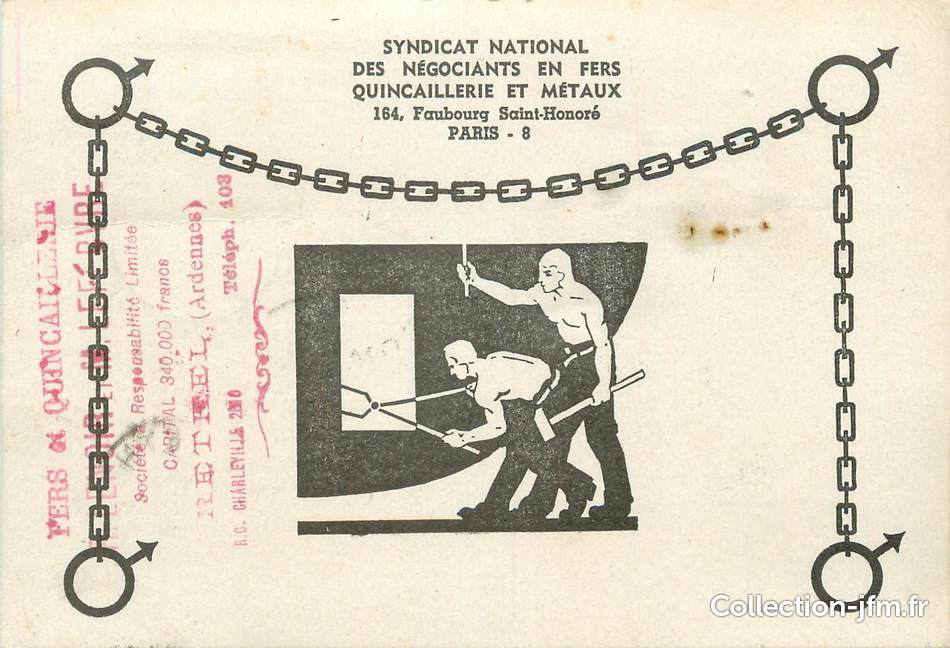 SYNDICAT NATIONAL
DES NÉGOCIANTS EN FERS
QUINCAILLERIE ET MÉTAUX
164, Faubourg Saint-Honoré
PARIS - 8
FERS et QUINCAILLERIE
LEFÈVRE
Société à Responsabilité Limitée
CAPITAL 340.000 francs
RETHEL, (Ardennes)
Téléph. 103
R.C. CHARLEVILLE
Collection-jfm.fr